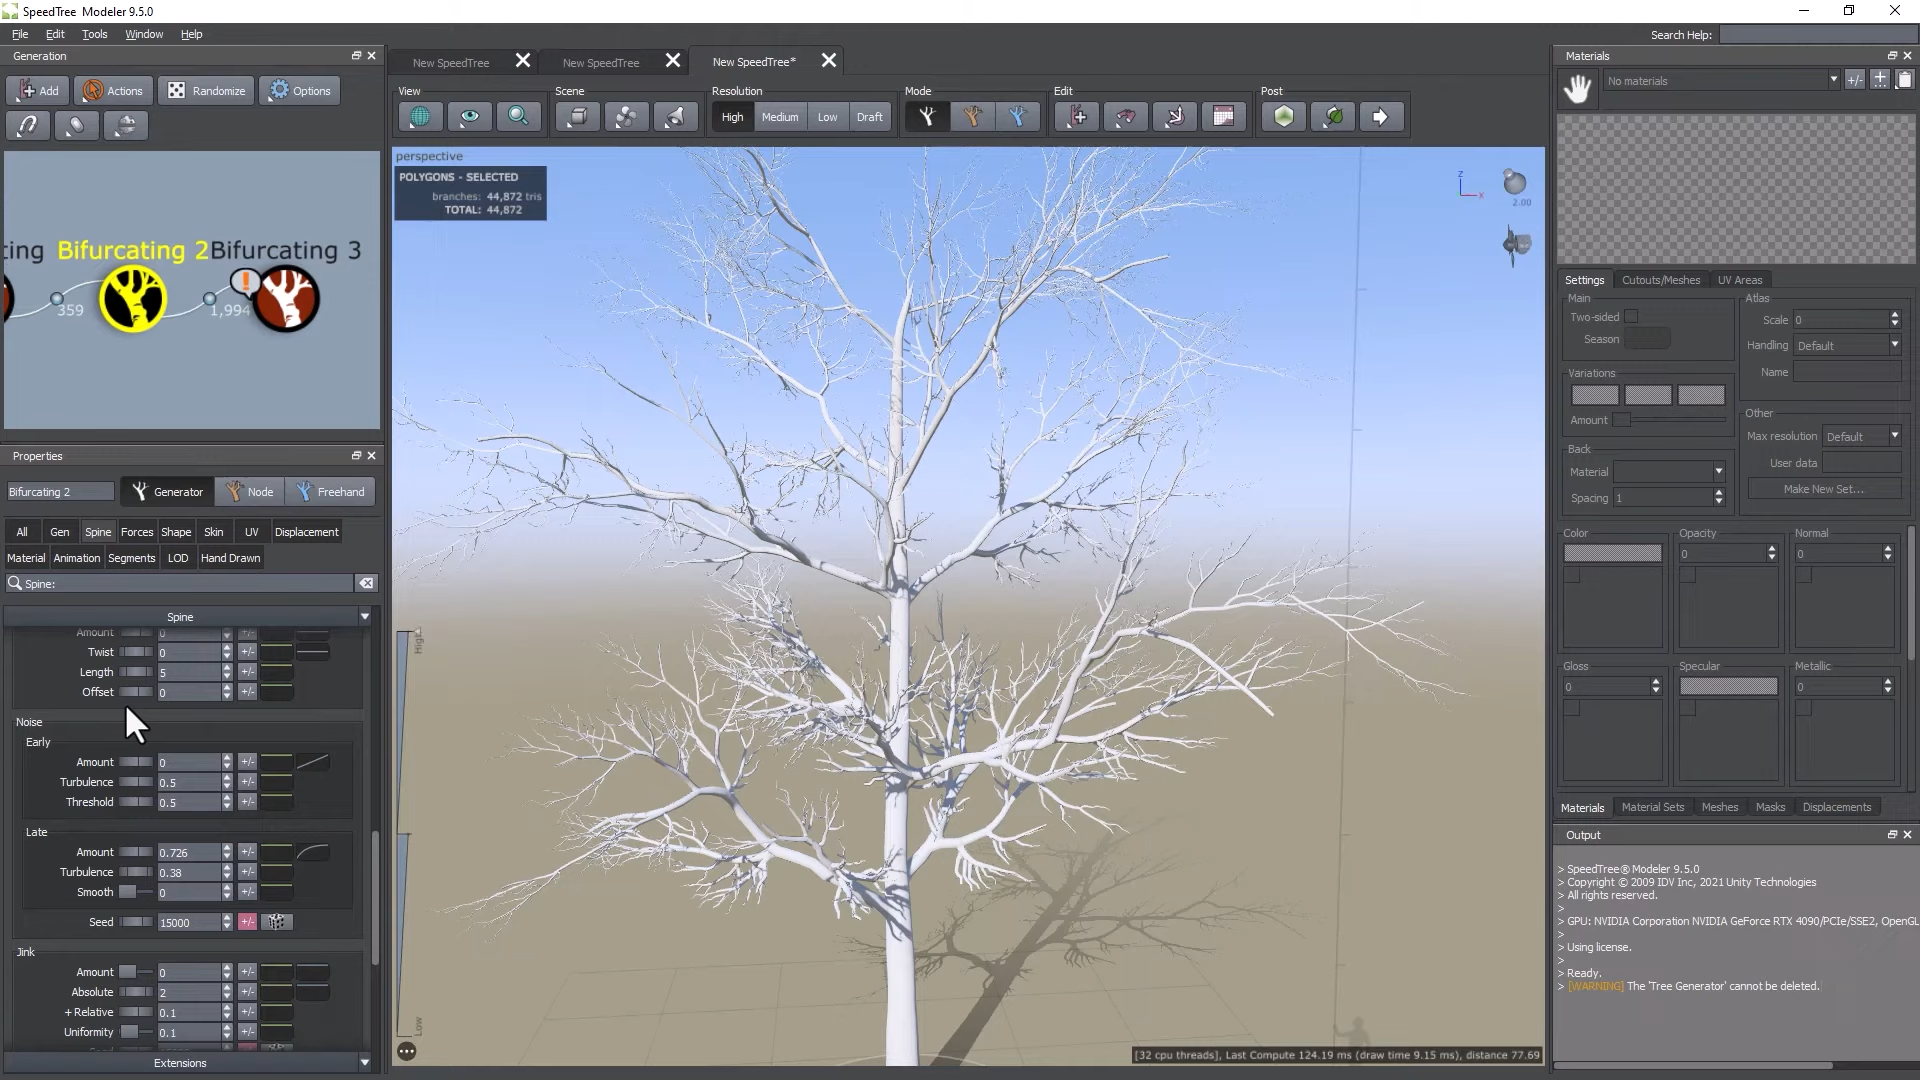 SpeedTree Modeler 9.5.0
File Edit Tools Window Help
Search Help:
Generation
Add Actions Randomize Options
ting Bifurcating 2 Bifurcating 3
359 1,994
Properties
Bifurcating 2 Generator Node Freehand
All Gen Spine Forces Shape Skin UV Displacement
Material Animation Segments LOD Hand Drawn
Spine:
Spine
Amount 0 +/-
Twist 0 +/-
Length 5 +/-
Offset 0 +/-
Noise
Early
Amount 0 +/-
Turbulence 0.5 +/-
Threshold 0.5 +/-
Late
Amount 0.726 +/-
Turbulence 0.38 +/-
Smooth 0 +/-
Seed 15000 +/-
Jink
Amount 0 +/-
Absolute 2 +/-
+ Relative 0.1 +/-
Uniformity 0.1 +/-
Extensions
New SpeedTree New SpeedTree New SpeedTree*
View Scene Resolution Mode Edit Post
High Medium Low Draft
perspective
POLYGONS - SELECTED
branches: 44,872 tris
TOTAL: 44,872
z
x
2.00
High
Low
[32 cpu threads], Last Compute 124.19 ms (draw time 9.15 ms), distance 77.69
Materials
No materials +/-
Settings Cutouts/Meshes UV Areas
Main
Two-sided
Season
Variations
Amount
Back
Material
Spacing 1
Atlas
Scale 0
Handling Default
Name
Other
Max resolution Default
User data
Make New Set...
Color Opacity Normal
0 0
Gloss Specular Metallic
0 0
Materials Material Sets Meshes Masks Displacements
Output
> SpeedTree® Modeler 9.5.0
> Copyright © 2009 IDV Inc, 2021 Unity Technologies
> All rights reserved.
>
> GPU: NVIDIA Corporation NVIDIA GeForce RTX 4090/PCIe/SSE2, OpenGL
>
> Using license.
>
> Ready.
> [WARNING] The 'Tree Generator' cannot be deleted.